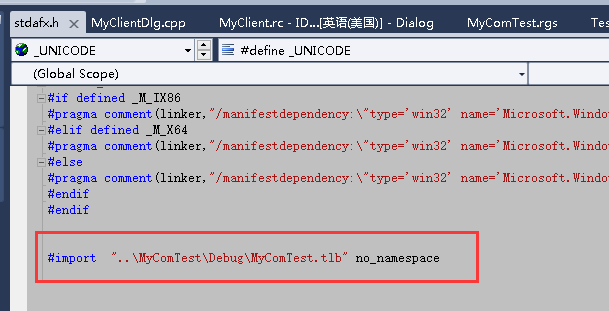 stdafx.h MyClientDlg.cpp MyClient.rc - ID...[英语(美国)] - Dialog MyComTest.rgs Tes
_UNICODE #define _UNICODE
(Global Scope)
#if defined _M_IX86
#pragma comment(linker,"/manifestdependency:\"type='win32' name='Microsoft.Window
#elif defined _M_X64
#pragma comment(linker,"/manifestdependency:\"type='win32' name='Microsoft.Window
#else
#pragma comment(linker,"/manifestdependency:\"type='win32' name='Microsoft.Window
#endif
#endif
#import "..\MyComTest\Debug\MyComTest.tlb" no_namespace